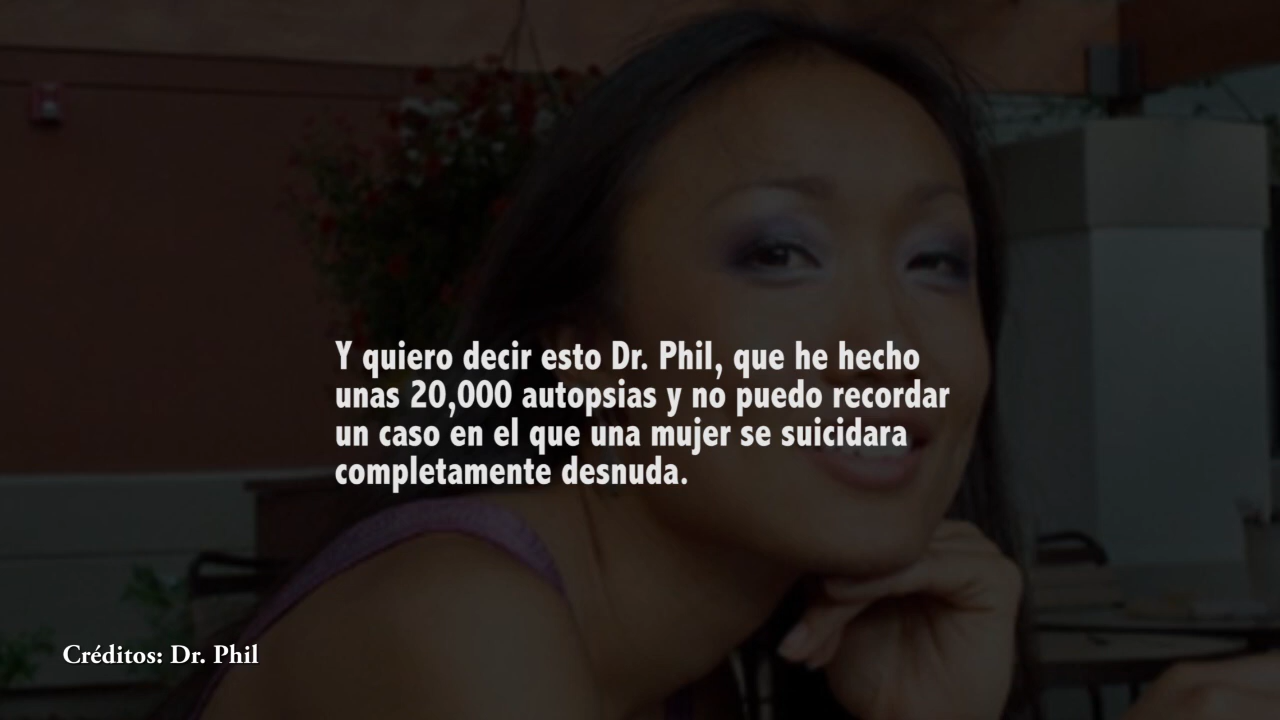 Y quiero decir esto Dr. Phil, que he hecho
unas 20,000 autopsias y no puedo recordar
un caso en el que una mujer se suicidara
completamente desnuda.
Créditos: Dr. Phil